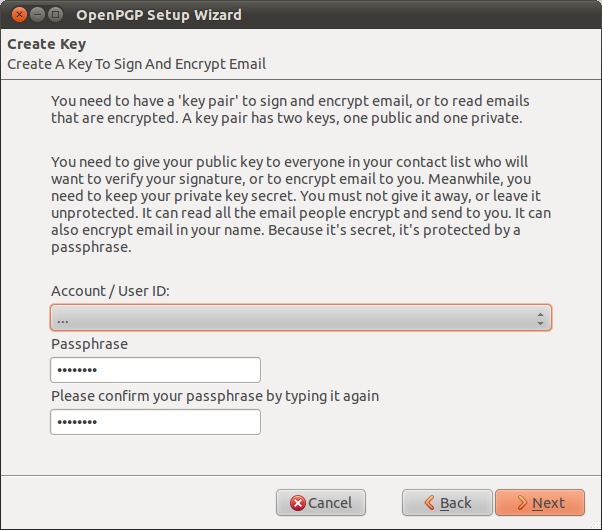 OpenPGP Setup Wizard
Create Key
Create A Key To Sign And Encrypt Email
You need to have a 'key pair' to sign and encrypt email, or to read emails
that are encrypted. A key pair has two keys, one public and one private.
You need to give your public key to everyone in your contact list who will
want to verify your signature, or to encrypt email to you. Meanwhile, you
need to keep your private key secret. You must not give it away, or leave it
unprotected. It can read all the email people encrypt and send to you. It can
also encrypt email in your name. Because it's secret, it's protected by a
passphrase.
Account / User ID:
...
Passphrase
••••••••
Please confirm your passphrase by typing it again
••••••••
Cancel Back Next